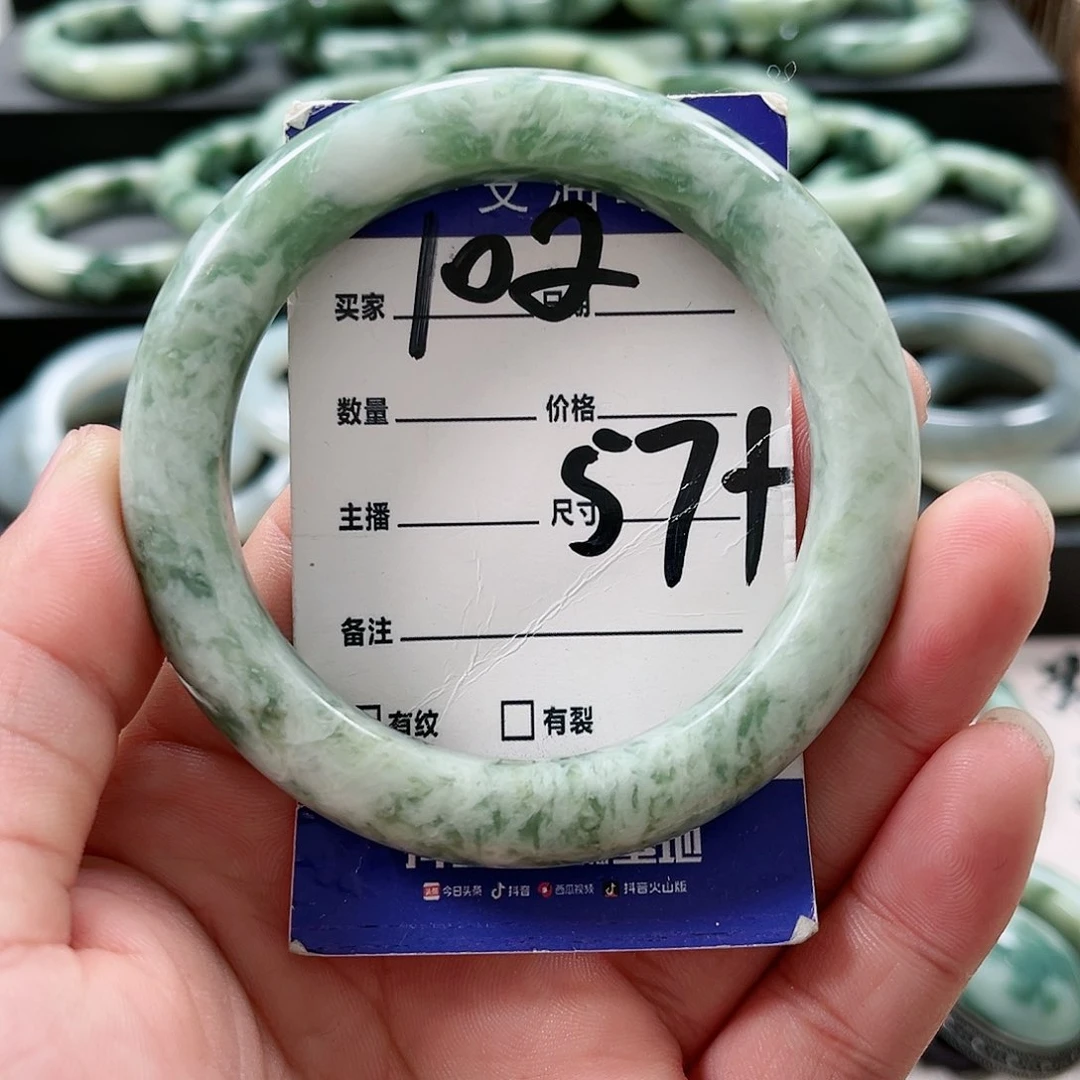 102
买家
数量 价格
57+
主播 尺寸
备注
有纹 有裂
今日头条 抖音 西瓜视频 抖音火山版